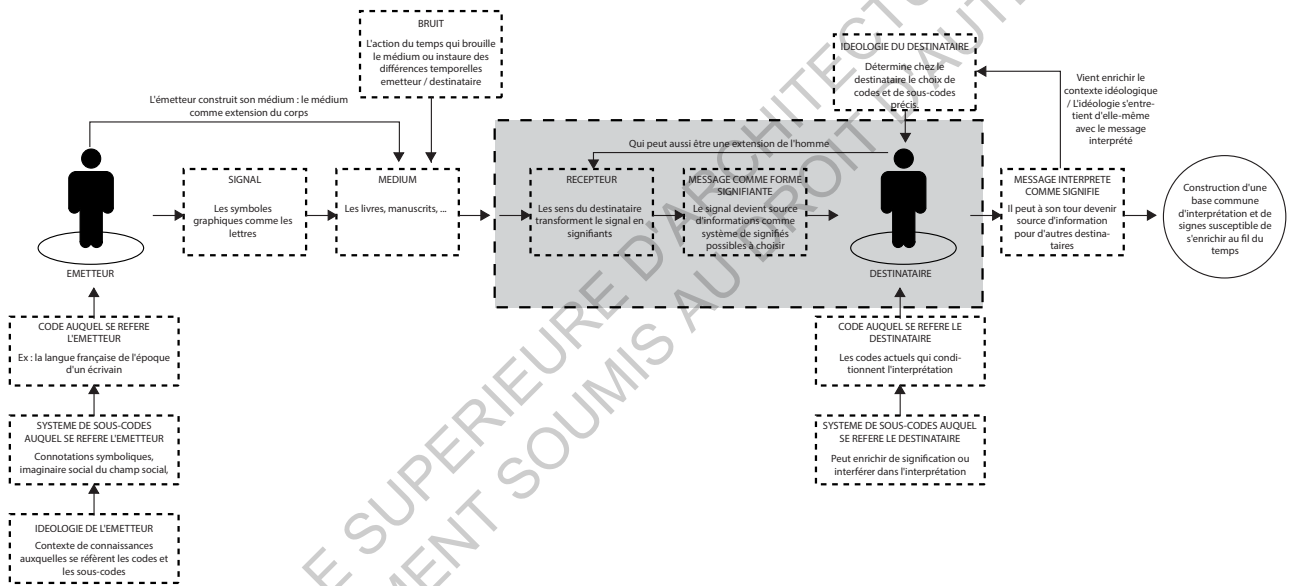 BRUIT
L'action du temps qui brouille
le médium ou instaure des
différences temporelles
emetteur / destinataire
IDEOLOGIE DU DESTINATAIRE
Détermine chez le
destinataire le choix de
codes et de sous-codes
précis.
Vient enrichir le
contexte idéologique
/ L'idéologie s'entre-
tient d'elle-même
avec le message
interprété
L'émetteur construit son médium : le médium
comme extension du corps
Qui peut aussi être une extension de l'homme
SIGNAL
Les symboles
graphiques comme les
lettres
MEDIUM
Les livres, manuscrits, ...
RECEPTEUR
Les sens du destinataire
transforment le signal en
signifiants
MESSAGE COMME FORME
SIGNIFIANTE
Le signal devient source
d'informations comme
système de signifiés
possibles à choisir
MESSAGE INTERPRETE
COMME SIGNIFIE
Il peut à son tour devenir
source d'information
pour d'autres destina-
taires
Construction d'une
base commune
d'interprétation et de
signes susceptible de
s'enrichir au fil du
temps
EMETTEUR
DESTINATAIRE
CODE AUQUEL SE REFERE
L'EMETTEUR
Ex : la langue française de l'époque
d'un écrivain
CODE AUQUEL SE REFERE LE
DESTINATAIRE
Les codes actuels qui condi-
tionnent l'interprétation
SYSTEME DE SOUS-CODES
AUQUEL SE REFERE L'EMETTEUR
Connotations symboliques,
imaginaire social du champ social,
SYSTEME DE SOUS-CODES AUQUEL
SE REFERE LE DESTINATAIRE
Peut enrichir de signification ou
interférer dans l'interprétation
IDEOLOGIE DE L'EMETTEUR
Contexte de connaissances
auxquelles se réfèrent les codes et
les sous-codes
SUPERIEURE D'ARCHITECTU
SOUMIS AU DROIT D'AUT